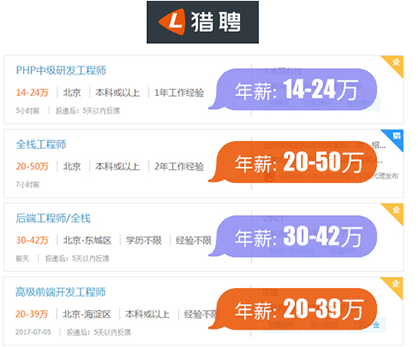 猎聘
PHP中级研发工程师
企
14-24万 北京 本科或以上 1年工作经验
年薪: 14-24万
5小时前 投递后：5天以内反馈
全栈工程师
猎
20-50万 北京 本科或以上 2年工作经验
年薪: 20-50万
7小时前
后端工程师/全栈
企
30-42万 北京-东城区 学历不限 经验不限
年薪: 30-42万
前天 投递后：5天以内反馈
高级前端开发工程师
企
20-39万 北京-海淀区 本科或以上 经验不限
年薪: 20-39万
2017-07-05 投递后：5天以内反馈